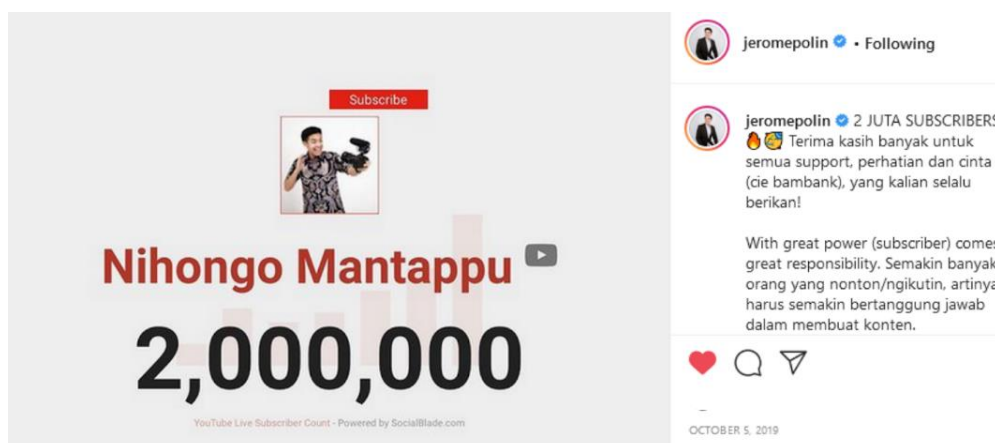 Subscribe
Nihongo Mantappu
2,000,000
YouTube Live Subscriber Count - Powered by SocialBlade.com
jeromepolin • Following
jeromepolin 2 JUTA SUBSCRIBERS
🔥🥳 Terima kasih banyak untuk
semua support, perhatian dan cinta
(cie bambank), yang kalian selalu
berikan!
With great power (subscriber) comes
great responsibility. Semakin banyak
orang yang nonton/ngikutin, artinya
harus semakin bertanggung jawab
dalam membuat konten.
OCTOBER 5, 2019